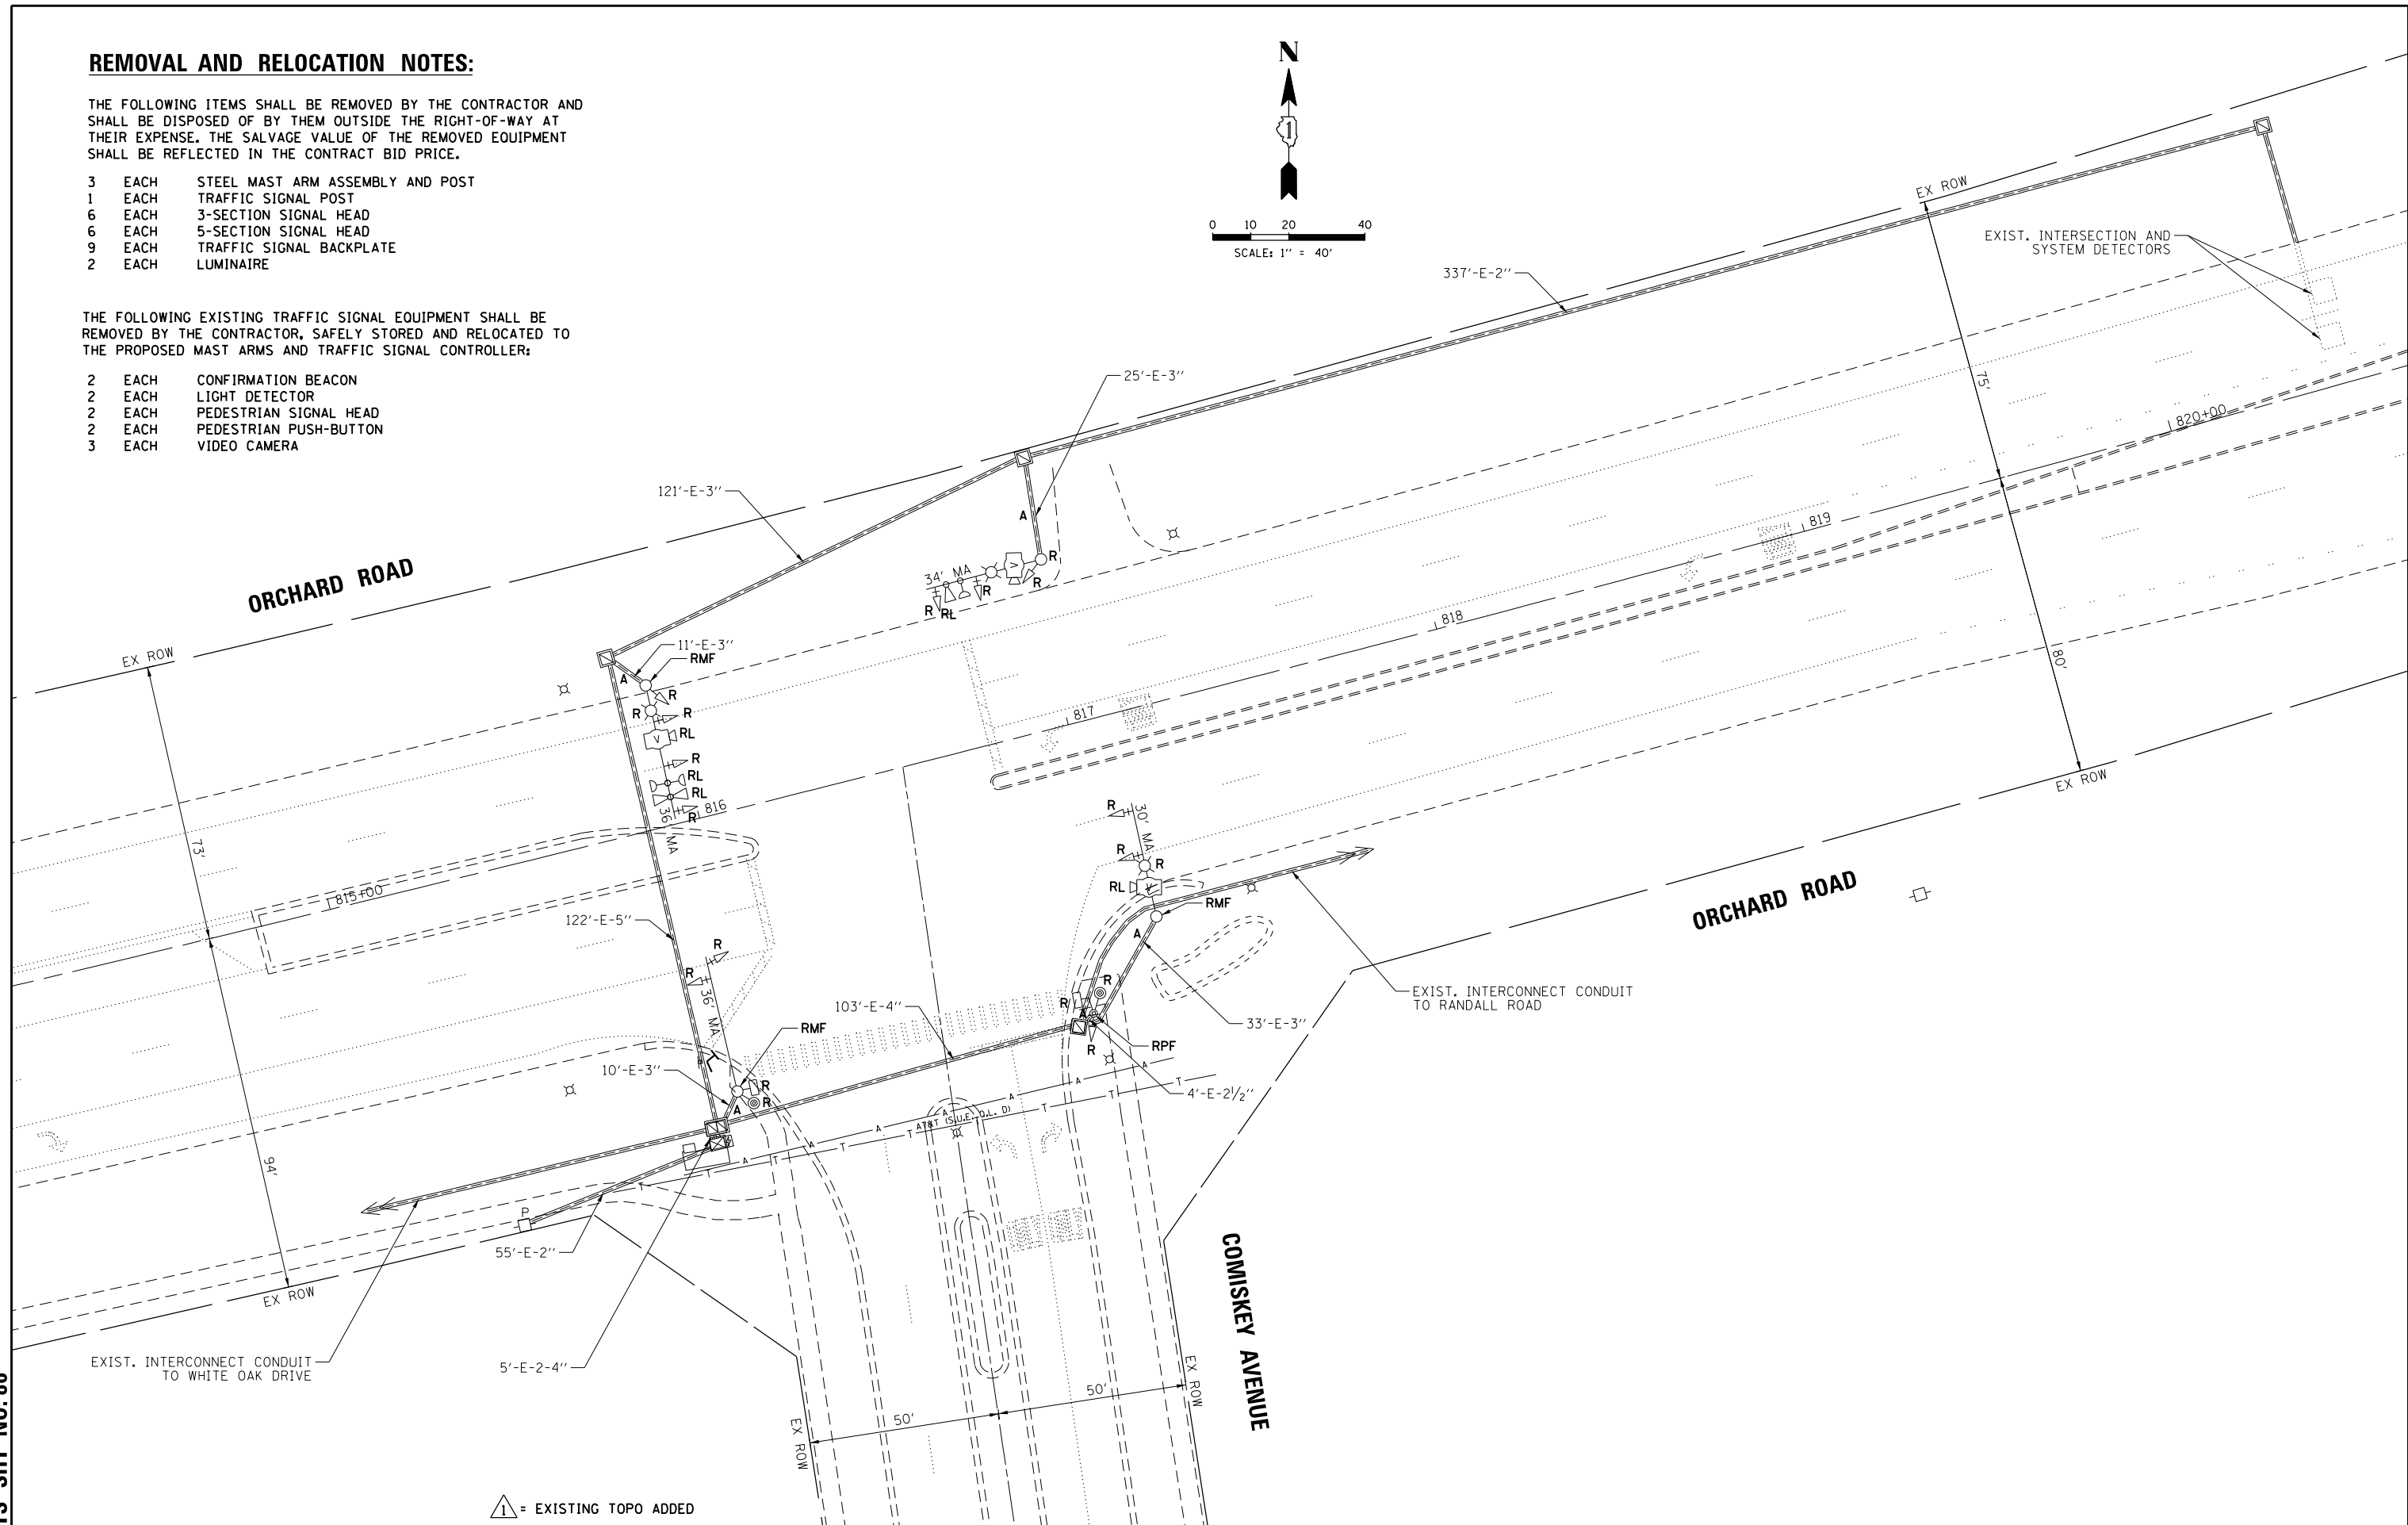 REMOVAL AND RELOCATION NOTES:
THE FOLLOWING ITEMS SHALL BE REMOVED BY THE CONTRACTOR AND
SHALL BE DISPOSED OF BY THEM OUTSIDE THE RIGHT-OF-WAY AT
THEIR EXPENSE. THE SALVAGE VALUE OF THE REMOVED EQUIPMENT
SHALL BE REFLECTED IN THE CONTRACT BID PRICE.
3 EACH STEEL MAST ARM ASSEMBLY AND POST
1 EACH TRAFFIC SIGNAL POST
6 EACH 3-SECTION SIGNAL HEAD
6 EACH 5-SECTION SIGNAL HEAD
9 EACH TRAFFIC SIGNAL BACKPLATE
2 EACH LUMINAIRE
THE FOLLOWING EXISTING TRAFFIC SIGNAL EQUIPMENT SHALL BE
REMOVED BY THE CONTRACTOR, SAFELY STORED AND RELOCATED TO
THE PROPOSED MAST ARMS AND TRAFFIC SIGNAL CONTROLLER:
2 EACH CONFIRMATION BEACON
2 EACH LIGHT DETECTOR
2 EACH PEDESTRIAN SIGNAL HEAD
2 EACH PEDESTRIAN PUSH-BUTTON
3 EACH VIDEO CAMERA
N
1
0 10 20 40
SCALE: 1'' = 40'
EX ROW
EXIST. INTERSECTION AND
SYSTEM DETECTORS
337'-E-2''
75'
820+00
25'-E-3''
121'-E-3''
A
R
V
R
34' MA
R
R
RL
819
818
ORCHARD ROAD
EX ROW
11'-E-3''
RMF
A
R
R
R
V
RL
R
RL
RL
R
816
36' MA
817
80'
EX ROW
73'
815+00
30' MA
R
R
R
RL
V
RMF
A
ORCHARD ROAD
122'-E-5''
R
R
36' MA
103'-E-4''
R
R
A
R
RPF
EXIST. INTERCONNECT CONDUIT
TO RANDALL ROAD
33'-E-3''
4'-E-2½''
RMF
10'-E-3''
R
R
A
A A A A A A
T T T T T T T
AT&T (S.U.E. Q.L. D)
94'
P
55'-E-2''
EX ROW
EXIST. INTERCONNECT CONDUIT
TO WHITE OAK DRIVE
5'-E-2-4''
COMISKEY AVENUE
50'
50'
EX ROW
EX ROW
1 = EXISTING TOPO ADDED